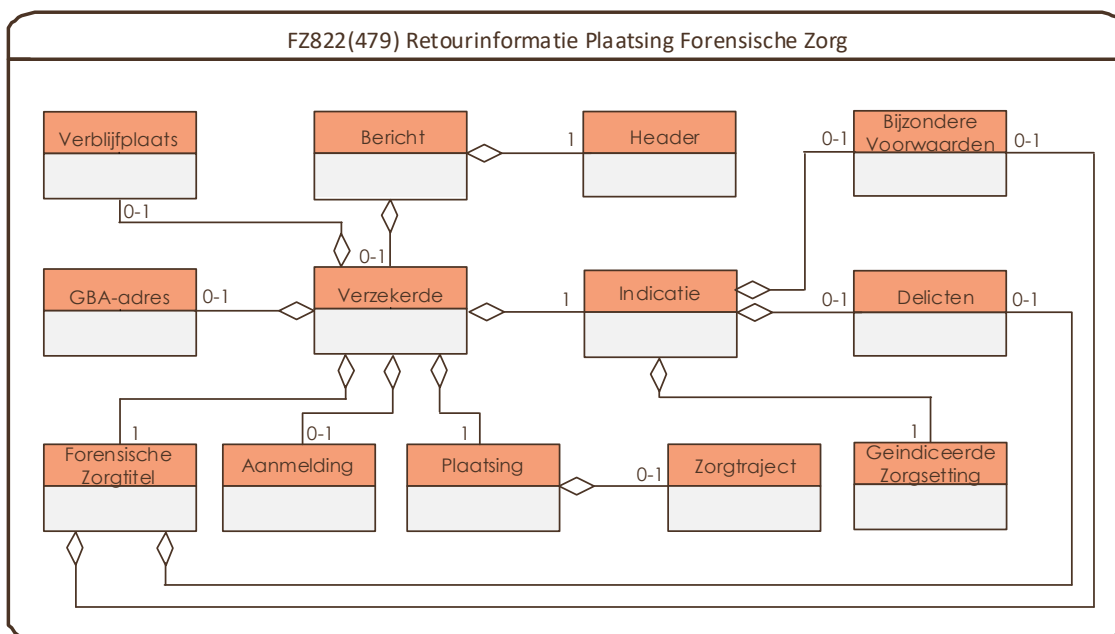 FZ822(479) Retourinformatie Plaatsing Forensische Zorg
Verblijfplaats
Bericht
1
Header
0-1
Bijzondere
Voorwaarden
0-1
0-1
0-1
GBA-adres
0-1
Verzekerde
1
Indicatie
0-1
Delicten
0-1
1
0-1
1
1
Forensische
Zorgtitel
Aanmelding
Plaatsing
0-1
Zorgtraject
Geindiceerde
Zorgsetting